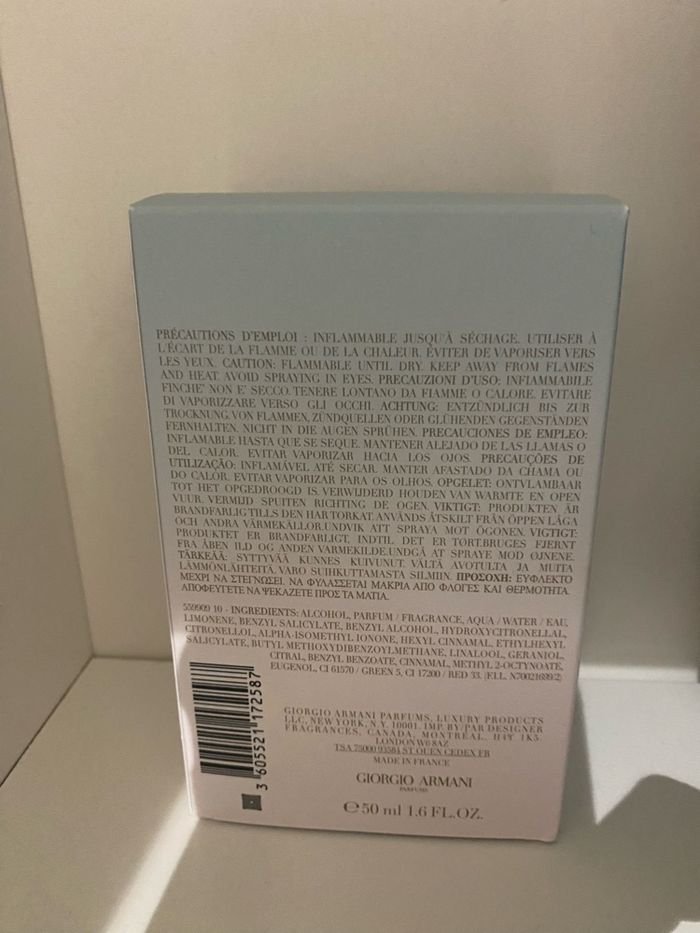 PRÉCAUTIONS D'EMPLOI : INFLAMMABLE JUSQU'À SÉCHAGE. UTILISER À
L'ÉCART DE LA FLAMME OU DE LA CHALEUR. ÉVITER DE VAPORISER VERS
LES YEUX. CAUTION: FLAMMABLE UNTIL DRY. KEEP AWAY FROM FLAMES
AND HEAT. AVOID SPRAYING IN EYES. PRECAUZIONI D'USO: INFIAMMABILE
FINCHE' NON E' SECCO. TENERE LONTANO DA FIAMME O CALORE. EVITARE
DI VAPORIZZARE VERSO GLI OCCHI. ACHTUNG: ENTZÜNDLICH BIS ZUR
TROCKNUNG. VON FLAMMEN, ZÜNDQUELLEN ODER GLÜHENDEN GEGENSTÄNDEN
FERNHALTEN. NICHT IN DIE AUGEN SPRÜHEN. PRECAUCIONES DE EMPLEO:
INFLAMABLE HASTA QUE SE SEQUE. MANTENER ALEJADO DE LAS LLAMAS O
DEL CALOR. EVITAR VAPORIZAR HACIA LOS OJOS. PRECAUÇÕES DE
UTILIZAÇÃO: INFLAMÁVEL ATÉ SECAR. MANTER AFASTADO DA CHAMA OU
DO CALOR. EVITAR VAPORIZAR PARA OS OLHOS. OPGELET: ONTVLAMBAAR
TOT HET OPGEDROOGD IS. VERWIJDERD HOUDEN VAN WARMTE EN OPEN
VUUR. VERMIJD SPUITEN RICHTING DE OGEN. VIKTIGT: PRODUKTEN ÄR
BRANDFARLIG TILLS DEN HAR TORKAT. ANVÄNDS ÅTSKILT FRÅN ÖPPEN LÅGA
OCH ANDRA VÄRMEKÄLLOR. UNDVIK ATT SPRAYA MOT ÖGONEN. VIGTIGT:
PRODUKTET ER BRANDFARLIGT, INDTIL DET ER TORT. BRUGES FJERNT
FRA ÅBEN ILD OG ANDEN VARMEKILDE. UNDGÅ AT SPRAYE MOD ØJNENE.
TÄRKEÄÄ: SYTTYVÄÄ KUNNES KUIVUNUT. VÄLTÄ AVOTULTA JA MUITA
LÄMMÖNLÄHTEITÄ. VARO SUIHKUTTAMASTA SILMIIN. ΠΡΟΣΟΧΗ: ΕΥΦΛΕΚΤΟ
ΜΕΧΡΙ ΝΑ ΣΤΕΓΝΩΣΕΙ. ΝΑ ΦΥΛΑΣΣΕΤΑΙ ΜΑΚΡΙΑ ΑΠΟ ΦΛΟΓΕΣ ΚΑΙ ΘΕΡΜΟΤΗΤΑ.
ΑΠΟΦΕΥΓΕΤΕ ΝΑ ΨΕΚΑΖΕΤΕ ΠΡΟΣ ΤΑ ΜΑΤΙΑ.
559909 10 - INGREDIENTS: ALCOHOL, PARFUM / FRAGRANCE, AQUA / WATER / EAU,
LIMONENE, BENZYL SALICYLATE, BENZYL ALCOHOL, HYDROXYCITRONELLAL,
CITRONELLOL, ALPHA-ISOMETHYL IONONE, HEXYL CINNAMAL, ETHYLHEXYL
SALICYLATE, BUTYL METHOXYDIBENZOYLMETHANE, LINALOOL, GERANIOL,
CITRAL, BENZYL BENZOATE, CINNAMAL, METHYL 2-OCTYNOATE,
EUGENOL, CI 61570 / GREEN 5, CI 17200 / RED 33. (F.I.L. N70021699/2)
GIORGIO ARMANI PARFUMS, LUXURY PRODUCTS
LLC, NEW YORK, N.Y. 10001. IMP. BY/PAR DESIGNER
FRAGRANCES, CANADA, MONTRÉAL, H4T 1K5.
LONDON W6 8AZ
TSA 75000 93584 ST OUEN CEDEX FR
MADE IN FRANCE
GIORGIO ARMANI
PARFUMS
℮ 50 ml 1.6 FL.OZ.
3 605521 172587